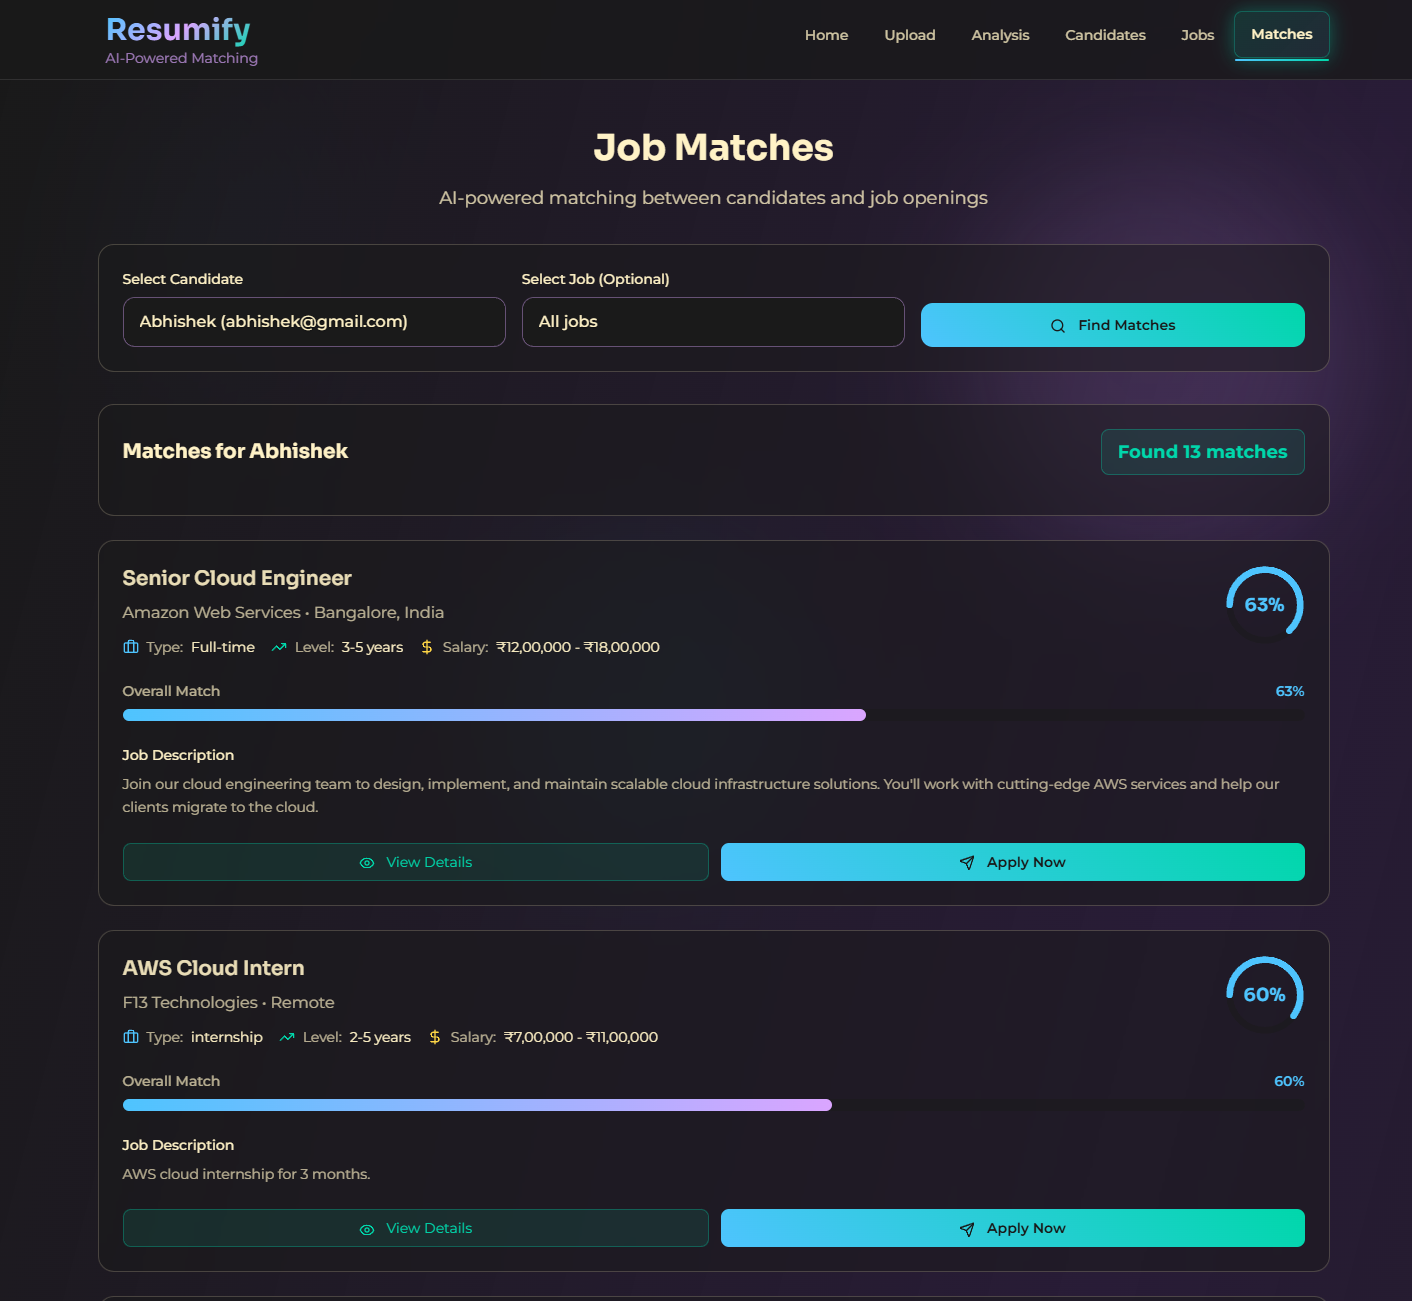 Resumify
AI-Powered Matching
Home
Upload
Analysis
Candidates
Jobs
Matches
Job Matches
AI-powered matching between candidates and job openings
Select Candidate
Select Job (Optional)
Abhishek (abhishek@gmail.com)
All jobs
Find Matches
Matches for Abhishek
Found 13 matches
Senior Cloud Engineer
63%
Amazon Web Services • Bangalore, India
Type: Full-time Level: 3-5 years Salary: ₹12,00,000 - ₹18,00,000
Overall Match
63%
Job Description
Join our cloud engineering team to design, implement, and maintain scalable cloud infrastructure solutions. You'll work with cutting-edge AWS services and help our
clients migrate to the cloud.
View Details
Apply Now
AWS Cloud Intern
60%
F13 Technologies • Remote
Type: internship Level: 2-5 years Salary: ₹7,00,000 - ₹11,00,000
Overall Match
60%
Job Description
AWS cloud internship for 3 months.
View Details
Apply Now